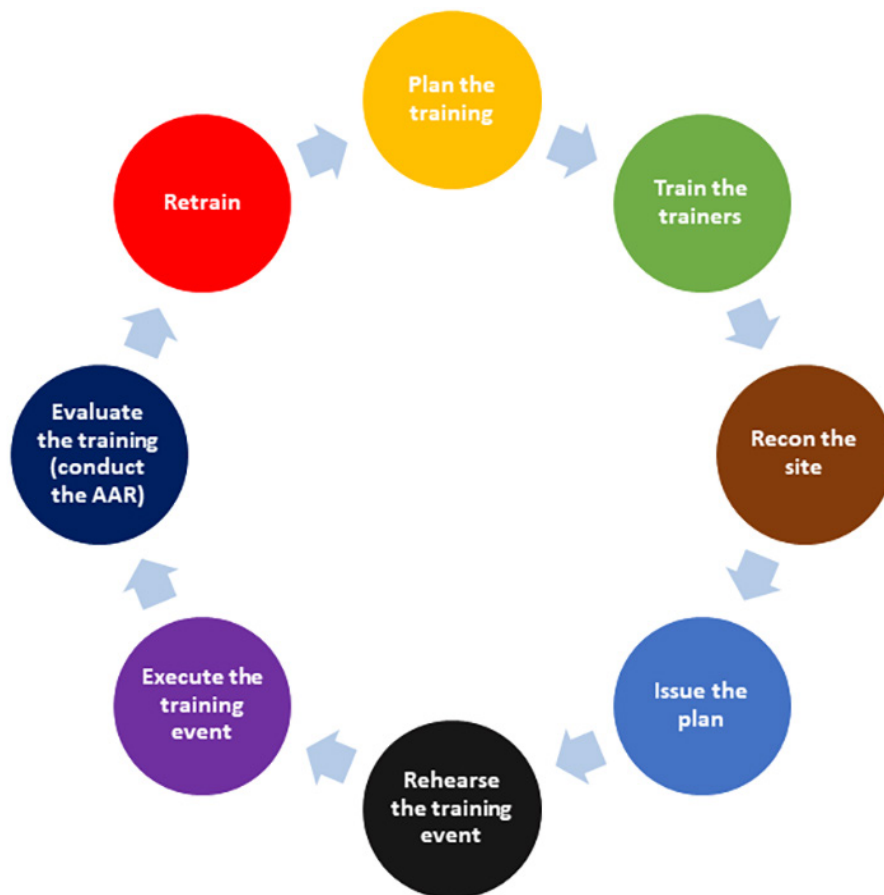 Plan the
training
Train the
trainers
Recon the
site
Issue the
plan
Rehearse
the training
event
Execute the
training
event
Evaluate
the training
(conduct
the AAR)
Retrain